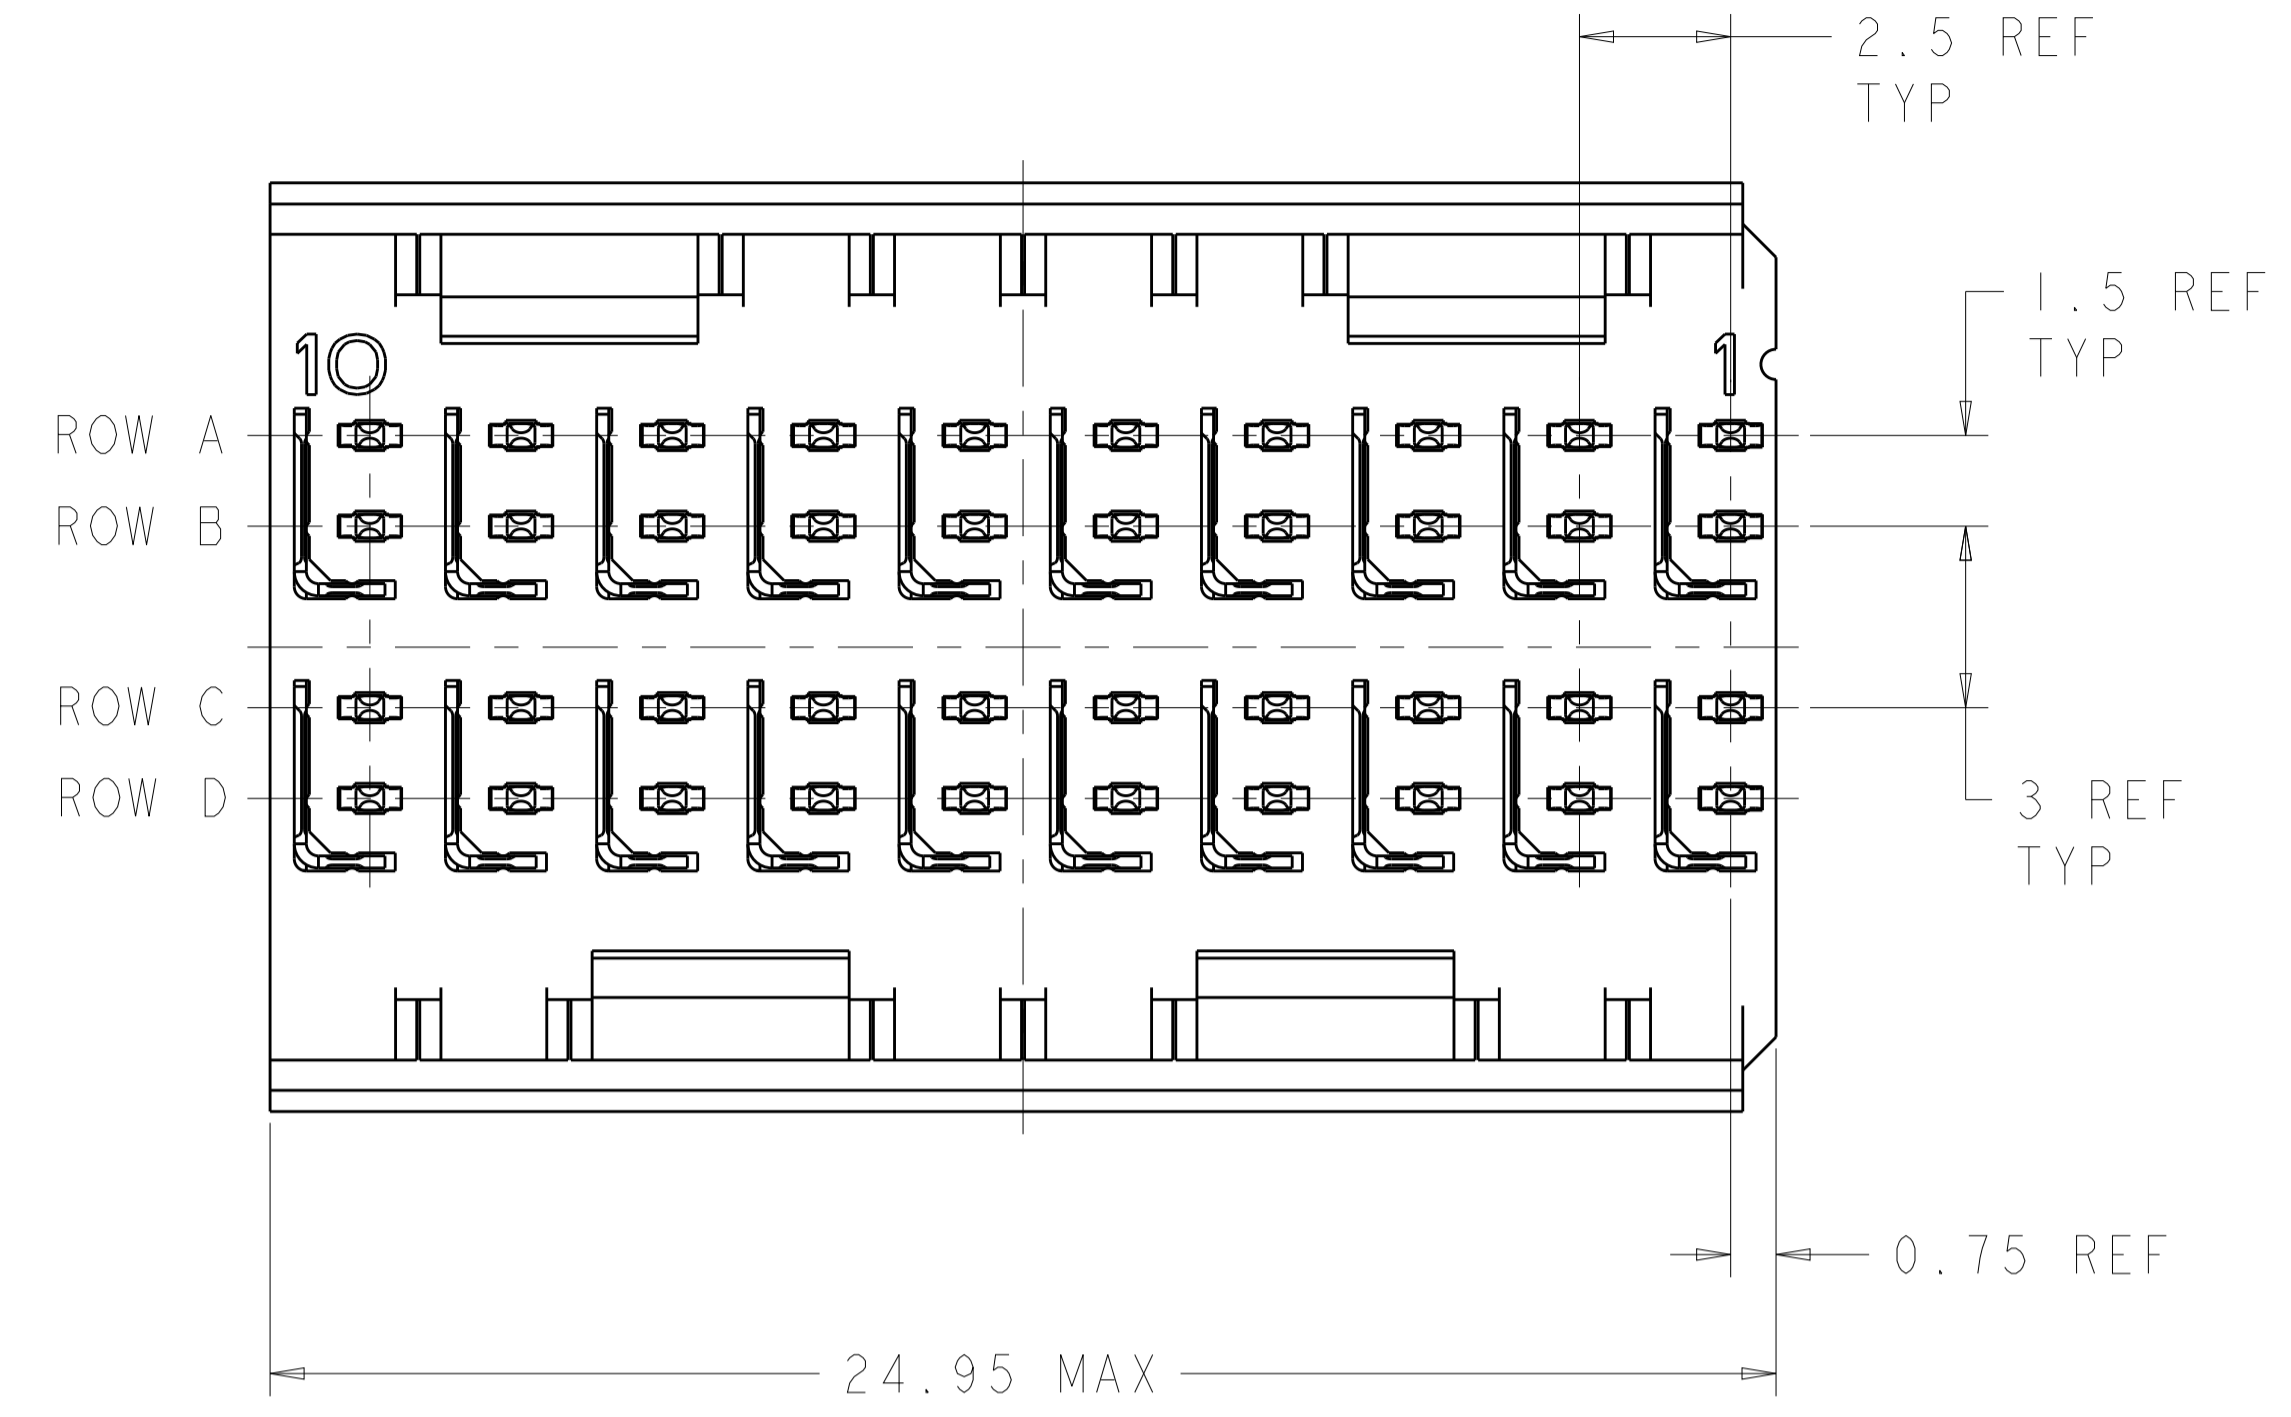 2.5 REF
TYP
1.5 REF
TYP
10
1
ROW A
ROW B
ROW C
ROW D
3 REF
TYP
0.75 REF
24.95 MAX